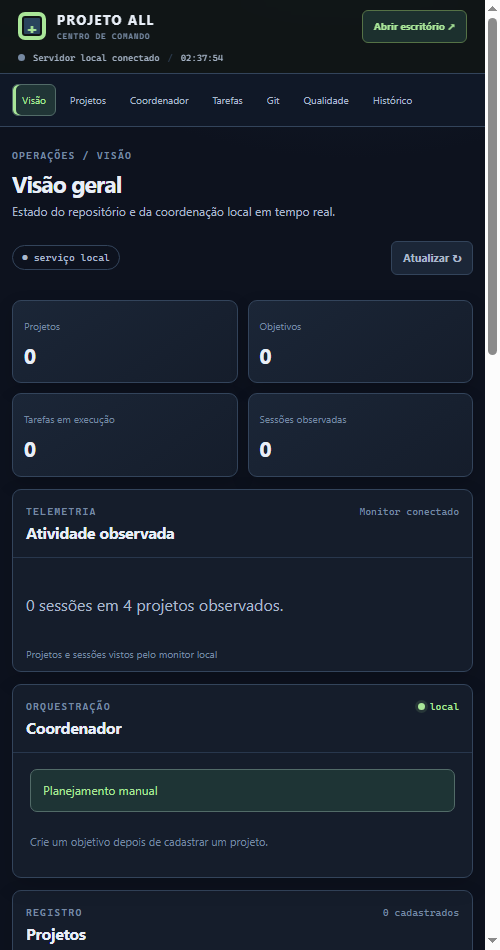 PROJETO ALL
CENTRO DE COMANDO
Abrir escritório ↗
Servidor local conectado / 02:37:54
Visão
Projetos
Coordenador
Tarefas
Git
Qualidade
Histórico
OPERAÇÕES / VISÃO
Visão geral
Estado do repositório e da coordenação local em tempo real.
serviço local
Atualizar ↻
Projetos
0
Objetivos
0
Tarefas em execução
0
Sessões observadas
0
TELEMETRIA
Atividade observada
Monitor conectado
0 sessões em 4 projetos observados.
Projetos e sessões vistos pelo monitor local
ORQUESTRAÇÃO
Coordenador
local
Planejamento manual
Crie um objetivo depois de cadastrar um projeto.
REGISTRO
Projetos
0 cadastrados